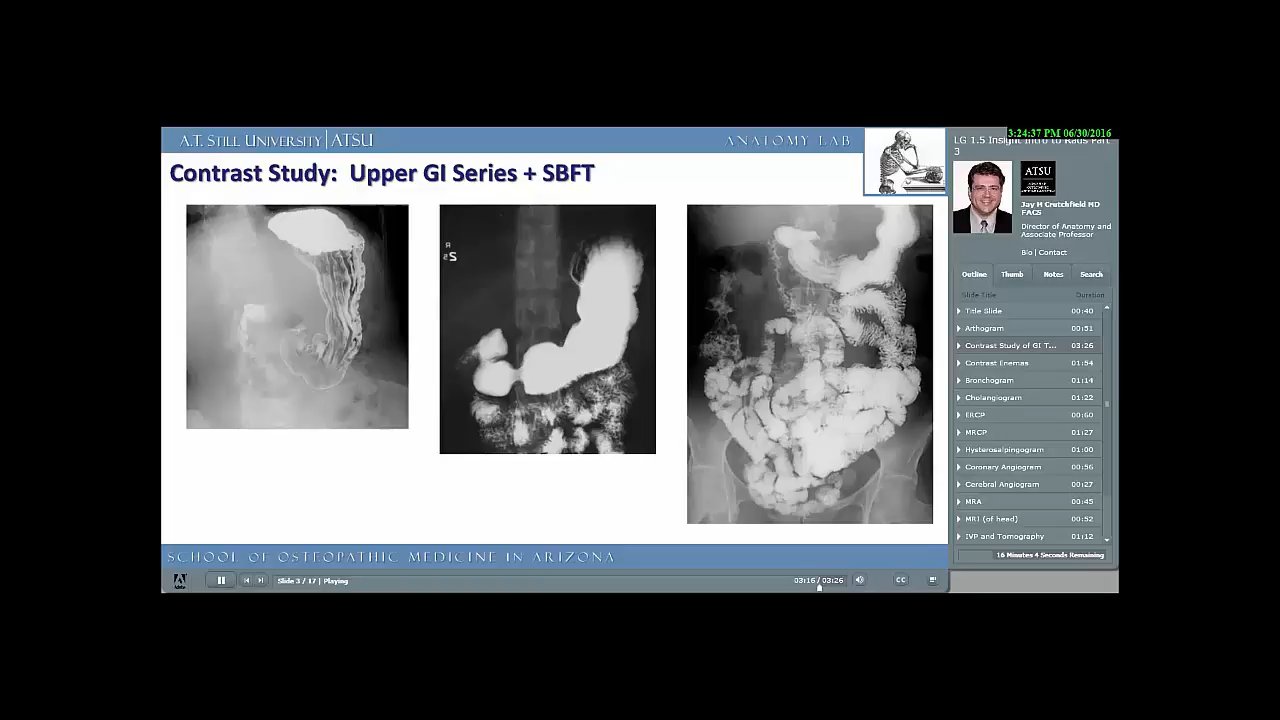 A.T. STILL UNIVERSITY | ATSU
ANATOMY LAB
Contrast Study: Upper GI Series + SBFT
R
SCHOOL OF OSTEOPATHIC MEDICINE IN ARIZONA
Slide 3 / 17 | Playing
03:16 / 03:26
CC
3:24:37 PM 06/30/2016
LG 1.5 Insight Intro to Rads Part
3
ATSU
Jay M Crutchfield MD
FACS
Director of Anatomy and
Associate Professor
Bio | Contact
Outline Thumb Notes Search
Slide Title Duration
Title Slide 00:40
Arthogram 00:51
Contrast Study of GI T... 03:26
Contrast Enemas 01:54
Bronchogram 01:14
Cholangiogram 01:22
ERCP 00:60
MRCP 01:27
Hysterosalpingogram 01:00
Coronary Angiogram 00:56
Cerebral Angiogram 00:27
MRA 00:45
MRI (of head) 00:52
IVP and Tomography 01:12
16 Minutes 4 Seconds Remaining